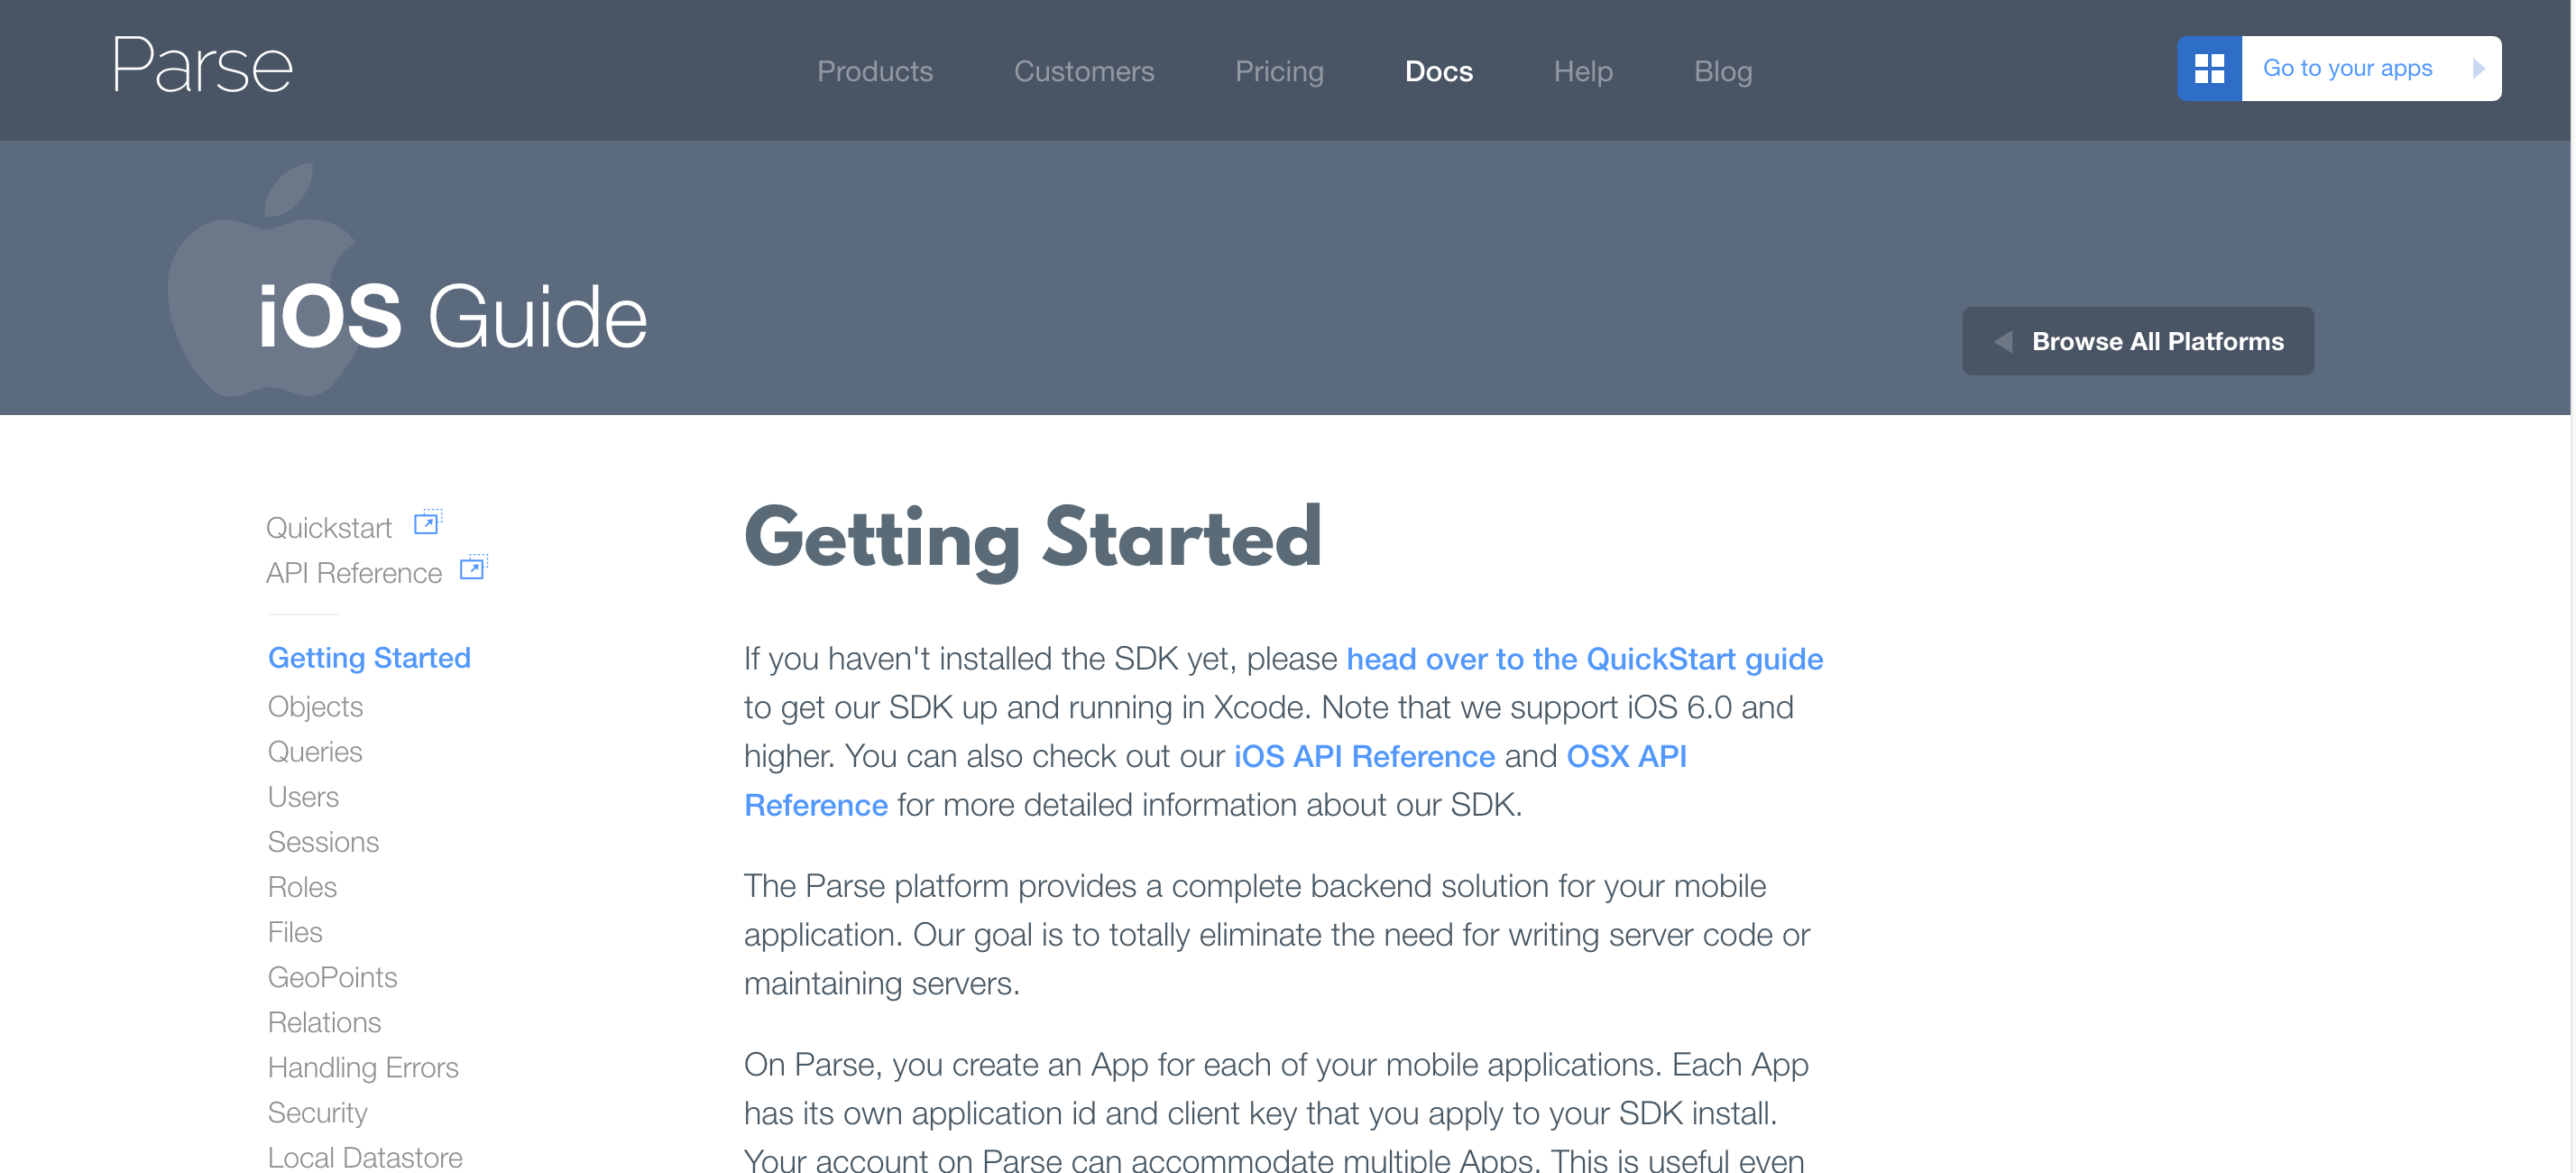 Parse
Products Customers Pricing Docs Help Blog
Go to your apps
iOS Guide
Browse All Platforms
Quickstart
API Reference
Getting Started
Objects
Queries
Users
Sessions
Roles
Files
GeoPoints
Relations
Handling Errors
Security
Local Datastore
Getting Started
If you haven't installed the SDK yet, please head over to the QuickStart guide
to get our SDK up and running in Xcode. Note that we support iOS 6.0 and
higher. You can also check out our iOS API Reference and OSX API
Reference for more detailed information about our SDK.
The Parse platform provides a complete backend solution for your mobile
application. Our goal is to totally eliminate the need for writing server code or
maintaining servers.
On Parse, you create an App for each of your mobile applications. Each App
has its own application id and client key that you apply to your SDK install.
Your account on Parse can accommodate multiple Apps. This is useful even